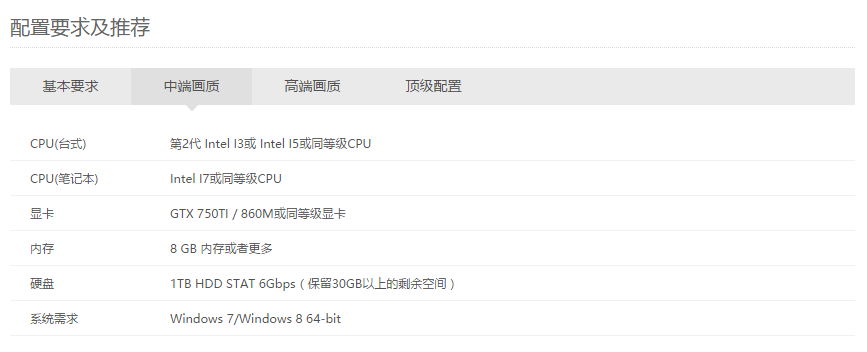 配置要求及推荐
基本要求 中端画质 高端画质 顶级配置
CPU(台式) 第2代 Intel I3或 Intel I5或同等级CPU
CPU(笔记本) Intel I7或同等级CPU
显卡 GTX 750TI / 860M或同等级显卡
内存 8 GB 内存或者更多
硬盘 1TB HDD STAT 6Gbps（保留30GB以上的剩余空间）
系统需求 Windows 7/Windows 8 64-bit